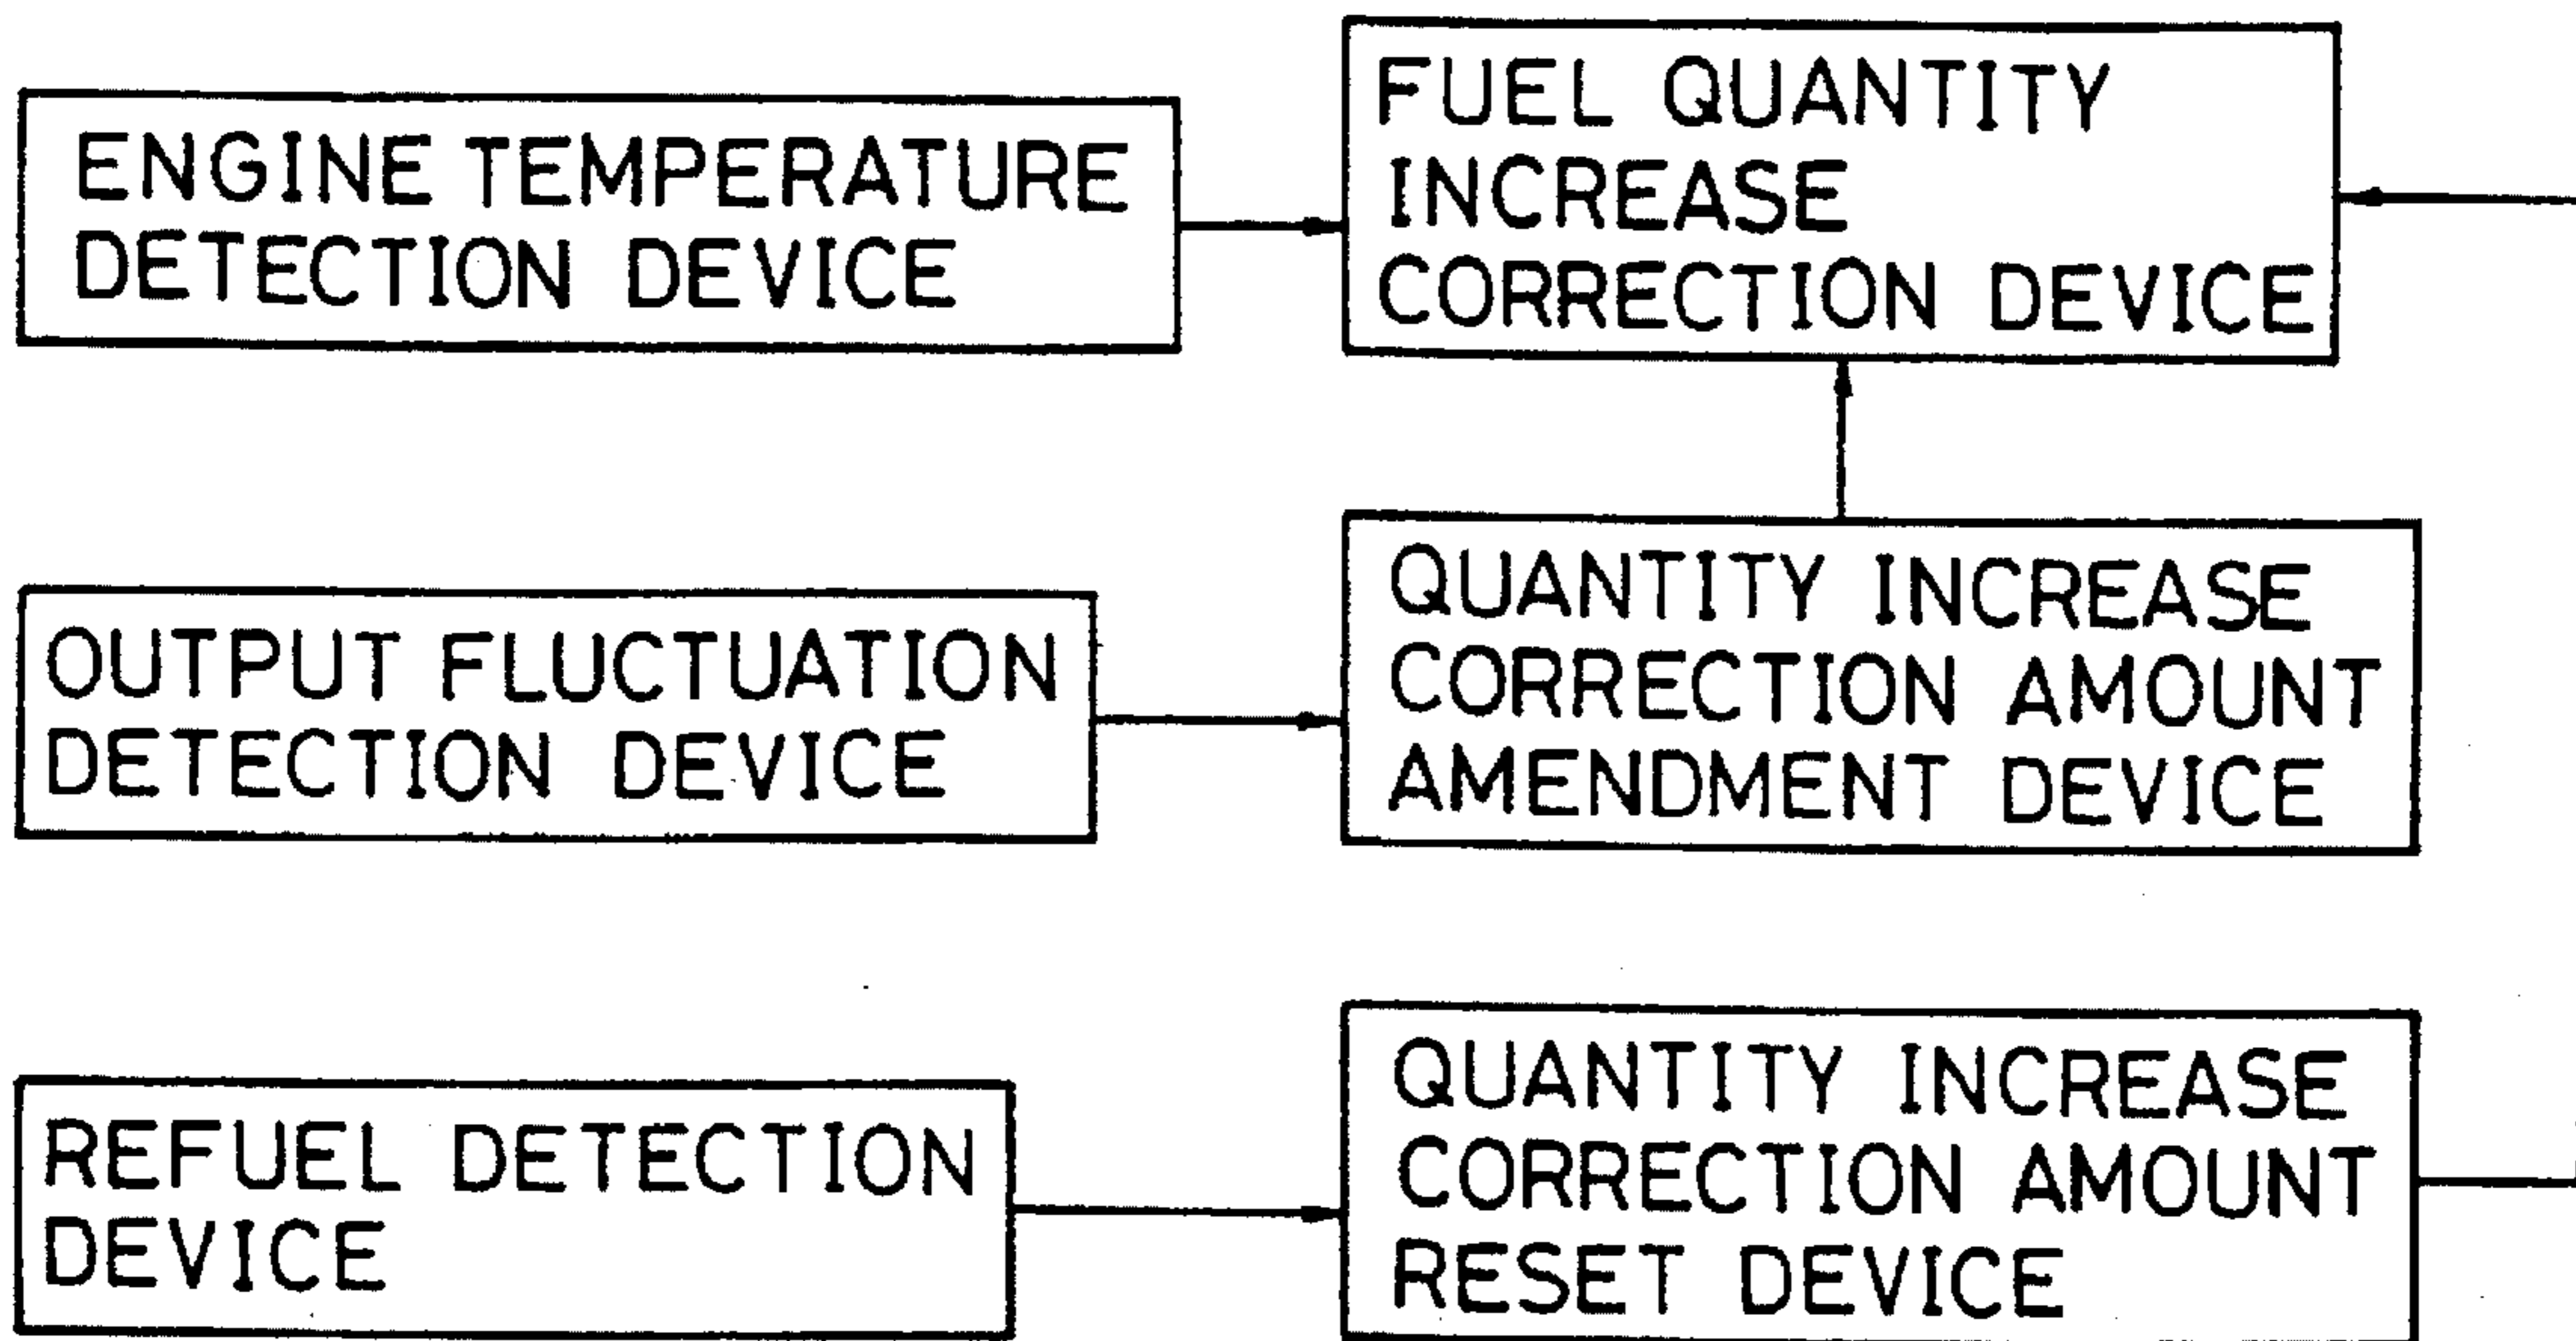 ENGINE TEMPERATURE
DETECTION DEVICE
FUEL QUANTITY
INCREASE
CORRECTION DEVICE
OUTPUT FLUCTUATION
DETECTION DEVICE
QUANTITY INCREASE
CORRECTION AMOUNT
AMENDMENT DEVICE
REFUEL DETECTION
DEVICE
QUANTITY INCREASE
CORRECTION AMOUNT
RESET DEVICE